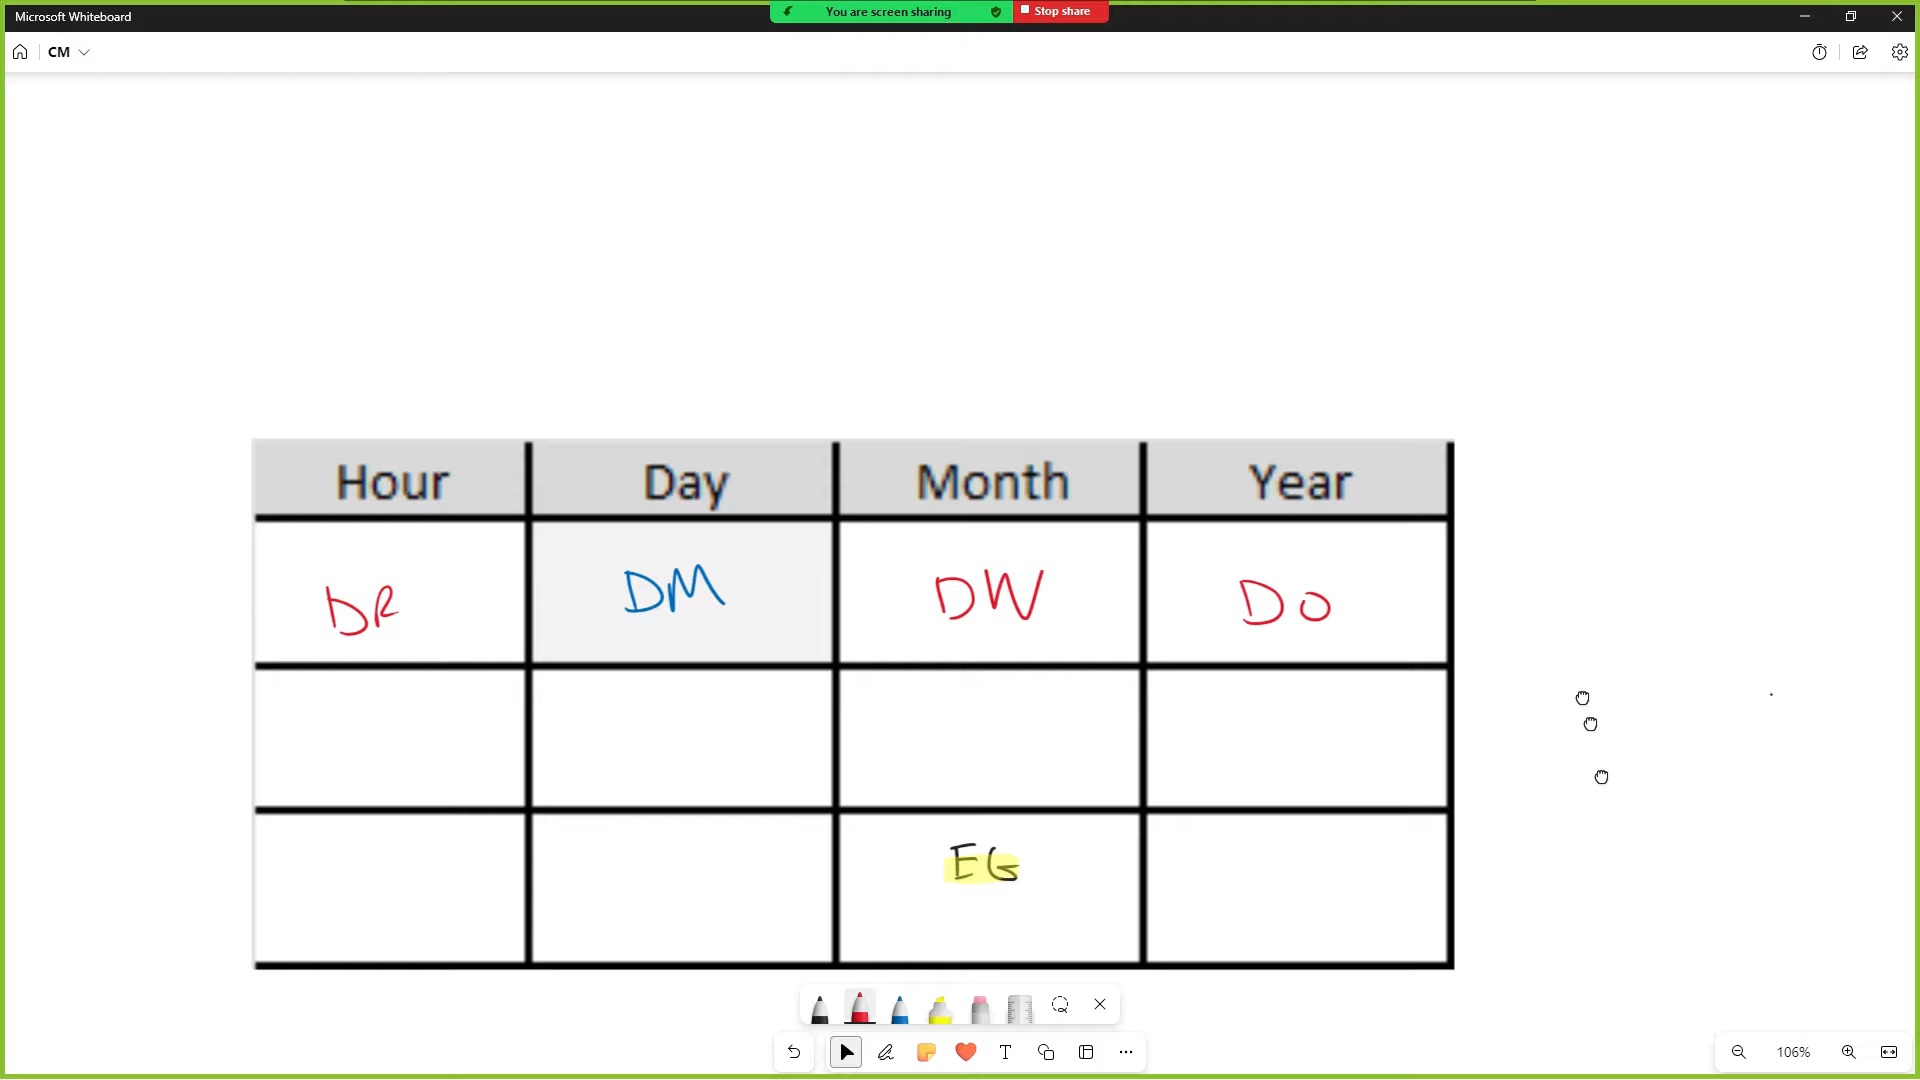 Microsoft Whiteboard
You are screen sharing
Stop share
CM
Hour Day Month Year
DR DM DW DO
EG
T
106%